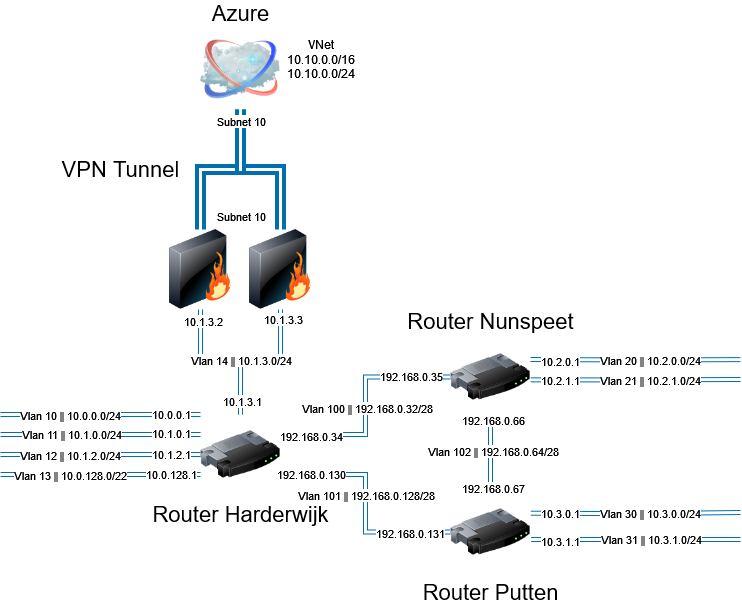 Azure
VNet
10.10.0.0/16
10.10.0.0/24
Subnet 10
VPN Tunnel
Subnet 10
10.1.3.2
10.1.3.3
Router Nunspeet
Vlan 14 || 10.1.3.0/24
192.168.0.35
10.2.0.1
Vlan 20 || 10.2.0.0/24
10.2.1.1
Vlan 21 || 10.2.1.0/24
10.1.3.1
Vlan 100 || 192.168.0.32/28
Vlan 10 || 10.0.0.0/24
10.0.0.1
192.168.0.66
Vlan 11 || 10.1.0.0/24
10.1.0.1
192.168.0.34
Vlan 12 || 10.1.2.0/24
10.1.2.1
Vlan 102 || 192.168.0.64/28
Vlan 13 || 10.0.128.0/22
10.0.128.1
192.168.0.130
192.168.0.67
Vlan 101 || 192.168.0.128/28
Router Harderwijk
10.3.0.1
Vlan 30 || 10.3.0.0/24
192.168.0.131
10.3.1.1
Vlan 31 || 10.3.1.0/24
Router Putten